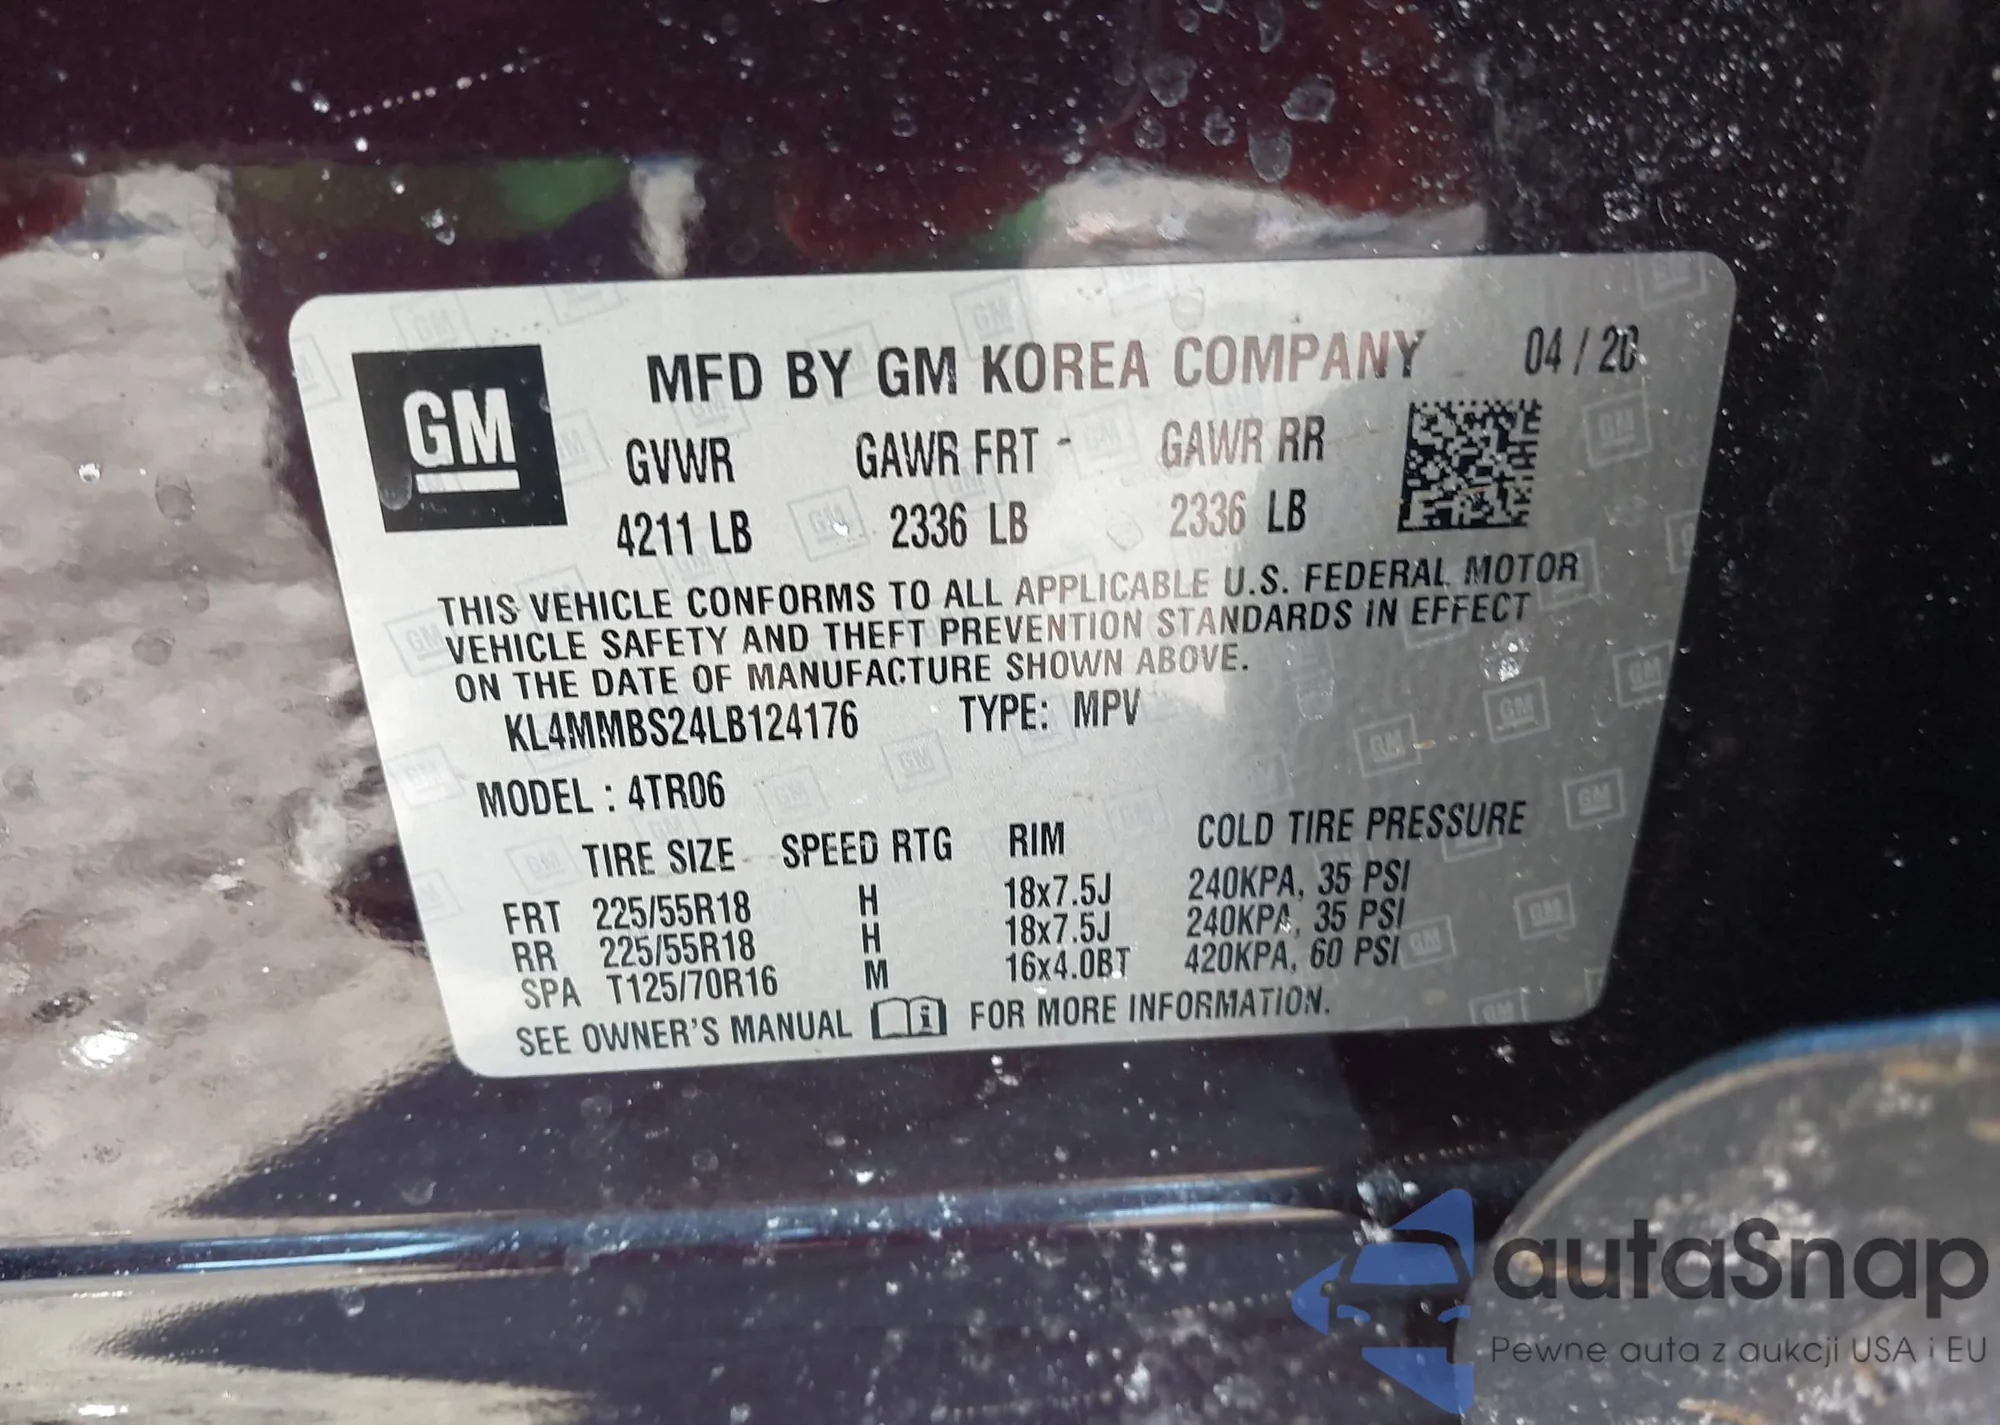 GM
MFD BY GM KOREA COMPANY 04 / 20
GVWR GAWR FRT GAWR RR
4211 LB 2336 LB 2336 LB
THIS VEHICLE CONFORMS TO ALL APPLICABLE U.S. FEDERAL MOTOR
VEHICLE SAFETY AND THEFT PREVENTION STANDARDS IN EFFECT
ON THE DATE OF MANUFACTURE SHOWN ABOVE.
KL4MMBS24LB124176 TYPE: MPV
MODEL : 4TR06
TIRE SIZE SPEED RTG RIM COLD TIRE PRESSURE
FRT 225/55R18 H 18x7.5J 240KPA, 35 PSI
RR 225/55R18 H 18x7.5J 240KPA, 35 PSI
SPA T125/70R16 M 16x4.0BT 420KPA, 60 PSI
SEE OWNER'S MANUAL i FOR MORE INFORMATION.
autaSnap
Pewne auta z aukcji USA i EU